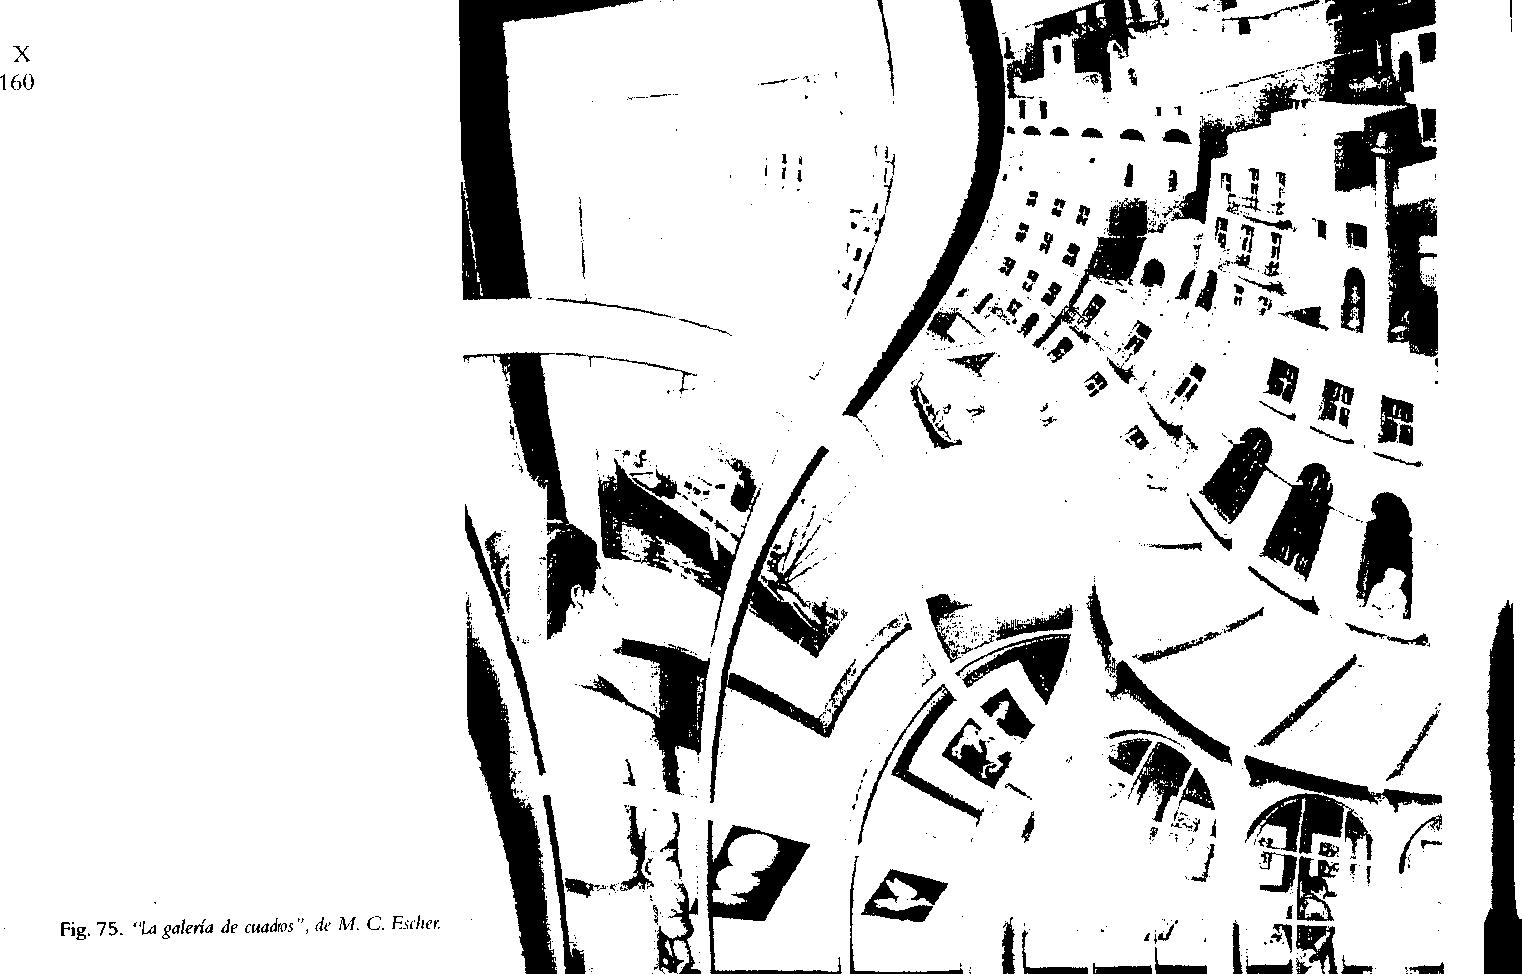 X
160
Fig. 75. “La galería de cuadros”, de M. C. Escher.